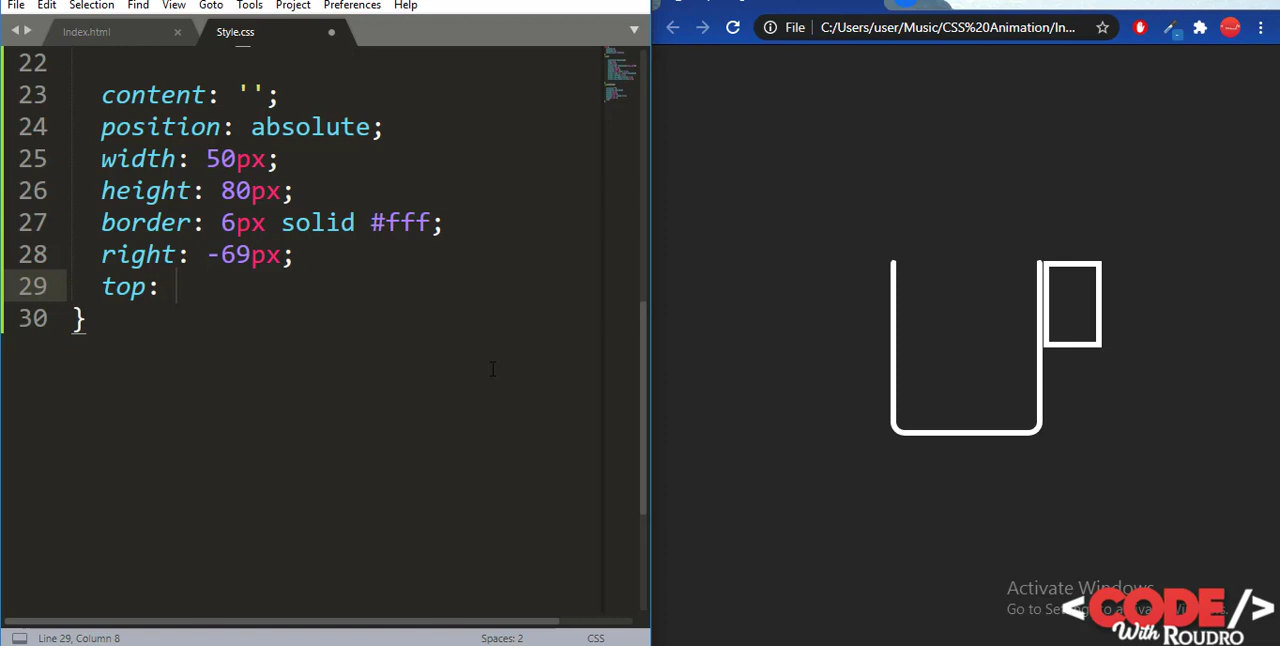 File Edit Selection Find View Goto Tools Project Preferences Help
Index.html × Style.css
File C:/Users/user/Music/CSS%20Animation/In...
22
23 content: '';
24 position: absolute;
25 width: 50px;
26 height: 80px;
27 border: 6px solid #fff;
28 right: -69px;
29 top:
30 }
Activate Windows
Go to
CODE />
With ROUDRO
Line 29, Column 8 Spaces: 2 CSS